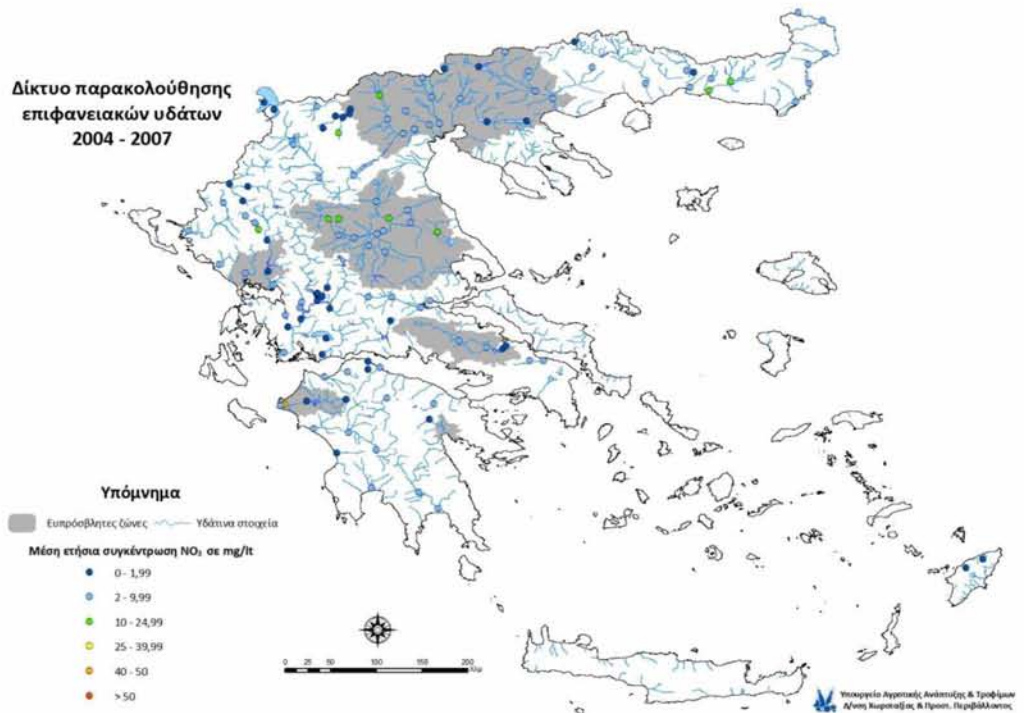 Δίκτυο παρακολούθησης
επιφανειακών υδάτων
2004 - 2007
Υπόμνημα
Ευπρόσβλητες ζώνες
Υδάτινα στοιχεία
Μέση ετήσια συγκέντρωση NO₃ σε mg/lt
0 - 1,99
2 - 9,99
10 - 24,99
25 - 39,99
40 - 50
> 50
0 25 50 100 150 200
Υπουργείο Αγροτικής Ανάπτυξης & Τροφίμων
Δ/νση Χωροταξίας & Προστ. Περιβάλλοντος